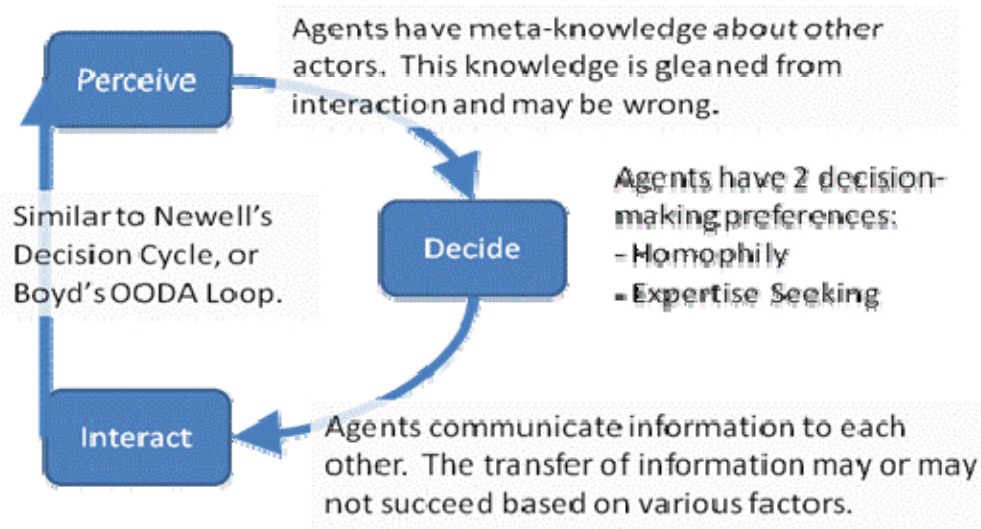 Perceive
Agents have meta-knowledge about other
actors. This knowledge is gleaned from
interaction and may be wrong.
Decide
Agents have 2 decision-
making preferences:
- Homophily
- Expertise Seeking
Similar to Newell's
Decision Cycle, or
Boyd's OODA Loop.
Interact
Agents communicate information to each
other. The transfer of information may or may
not succeed based on various factors.